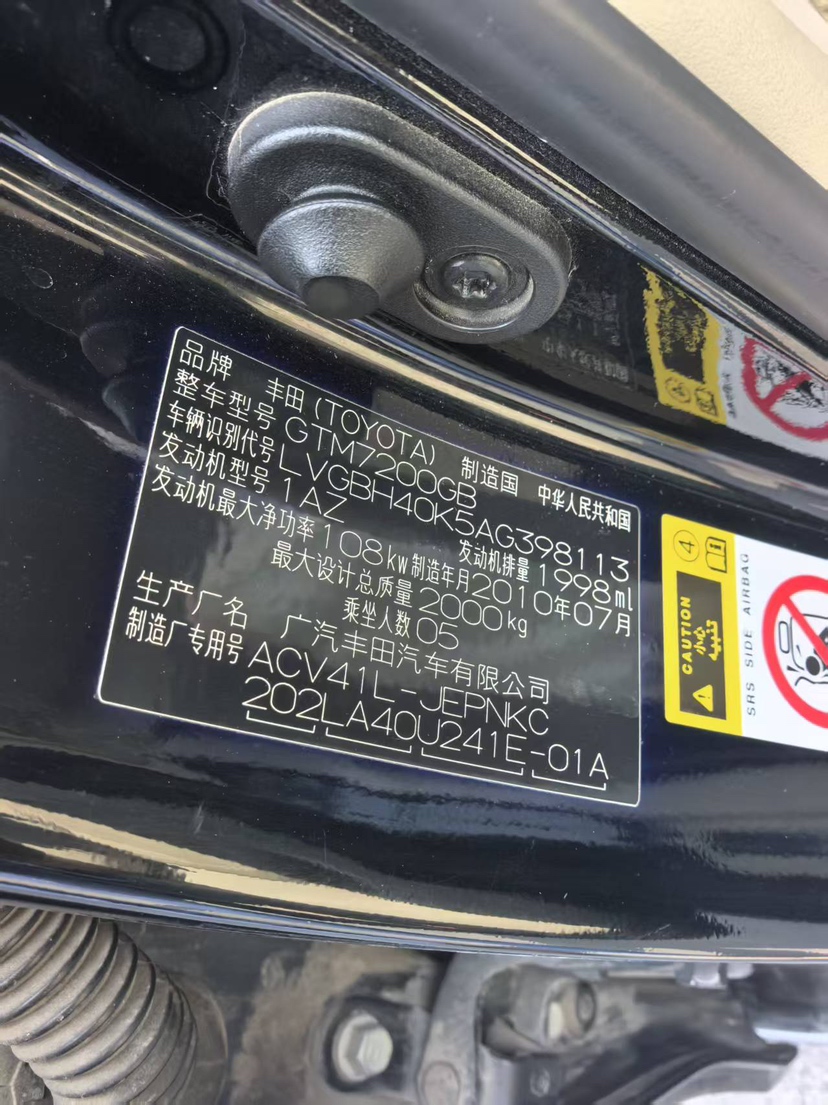 品牌 丰田(TOYOTA) 制造国 中华人民共和国
整车型号 GTM7200GB
车辆识别代号 LVGBH40K5AG398113
发动机型号 1AZ 发动机排量 1998ml
发动机最大净功率 108kw 制造年月 2010年07月
最大设计总质量 2000kg
乘坐人数 05
生产厂名 广汽丰田汽车有限公司
制造厂专用号 ACV41L-JEPNKC
202LA40U241E-01A
4
CAUTION
小心
تنبيه
SRS SIDE AIRBAG